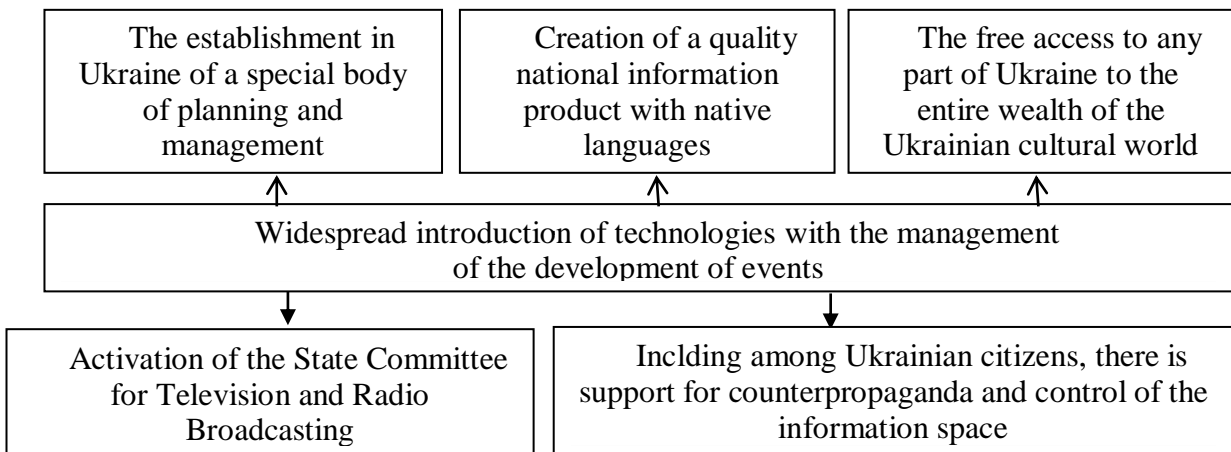 The establishment in
Ukraine of a special body
of planning and
management
Creation of a quality
national information
product with native
languages
The free access to any
part of Ukraine to the
entire wealth of the
Ukrainian cultural world
Widespread introduction of technologies with the management
of the development of events
Activation of the State Committee
for Television and Radio
Broadcasting
Inclding among Ukrainian citizens, there is
support for counterpropaganda and control of the
information space